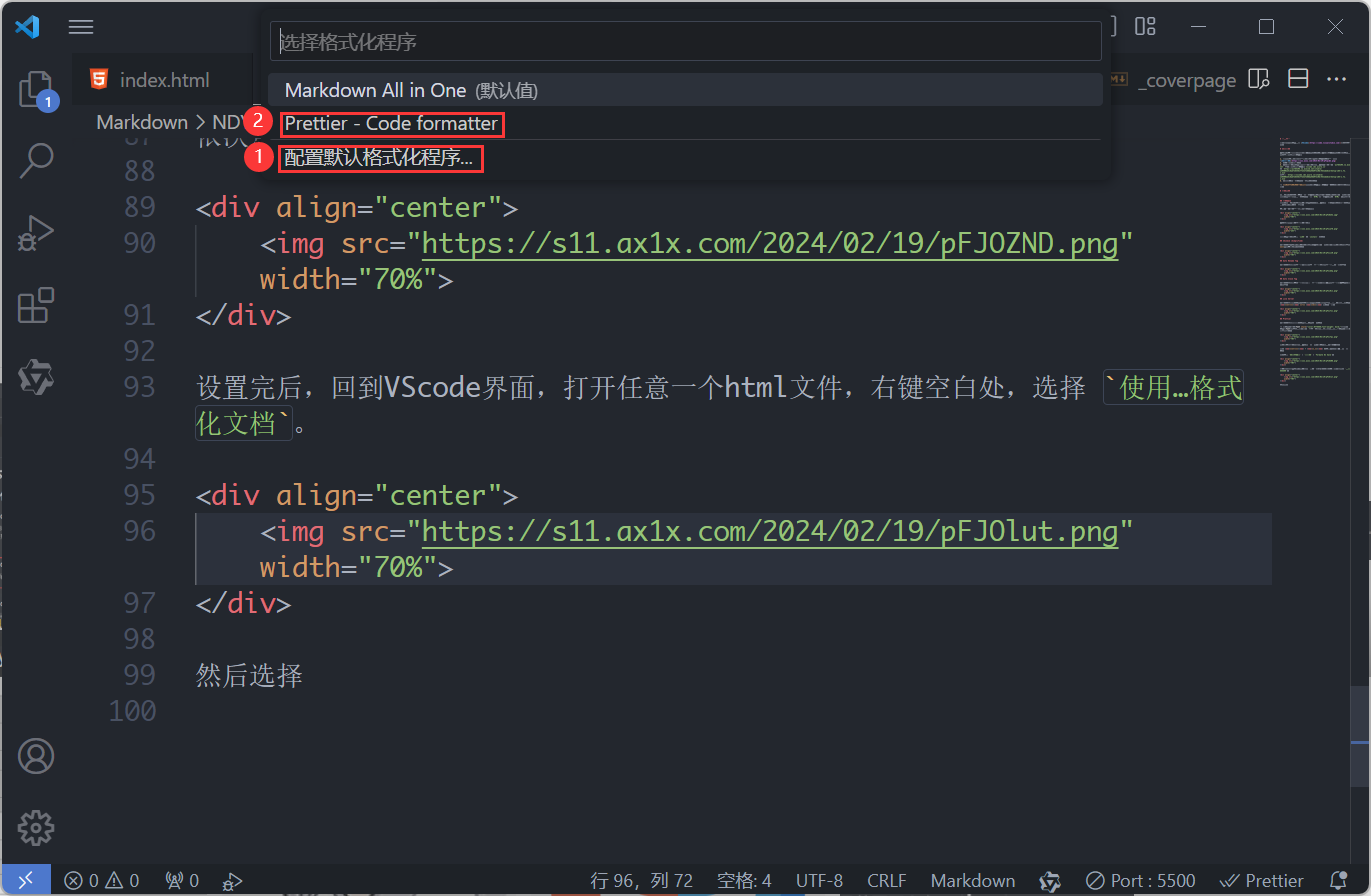 选择格式化程序
index.html
Markdown All in One (默认值)
_coverpage
Markdown > ND
2 Prettier - Code formatter
1 配置默认格式化程序...
1
87
88
89 <div align="center">
90 <img src="https://s11.ax1x.com/2024/02/19/pFJOZND.png"
width="70%">
91 </div>
92
93 设置完后，回到VScode界面，打开任意一个html文件，右键空白处，选择 `使用…格式
化文档`。
94
95 <div align="center">
96 <img src="https://s11.ax1x.com/2024/02/19/pFJOlut.png"
width="70%">
97 </div>
98
99 然后选择
100
0 0 0 行 96，列 72 空格: 4 UTF-8 CRLF Markdown Port : 5500 Prettier